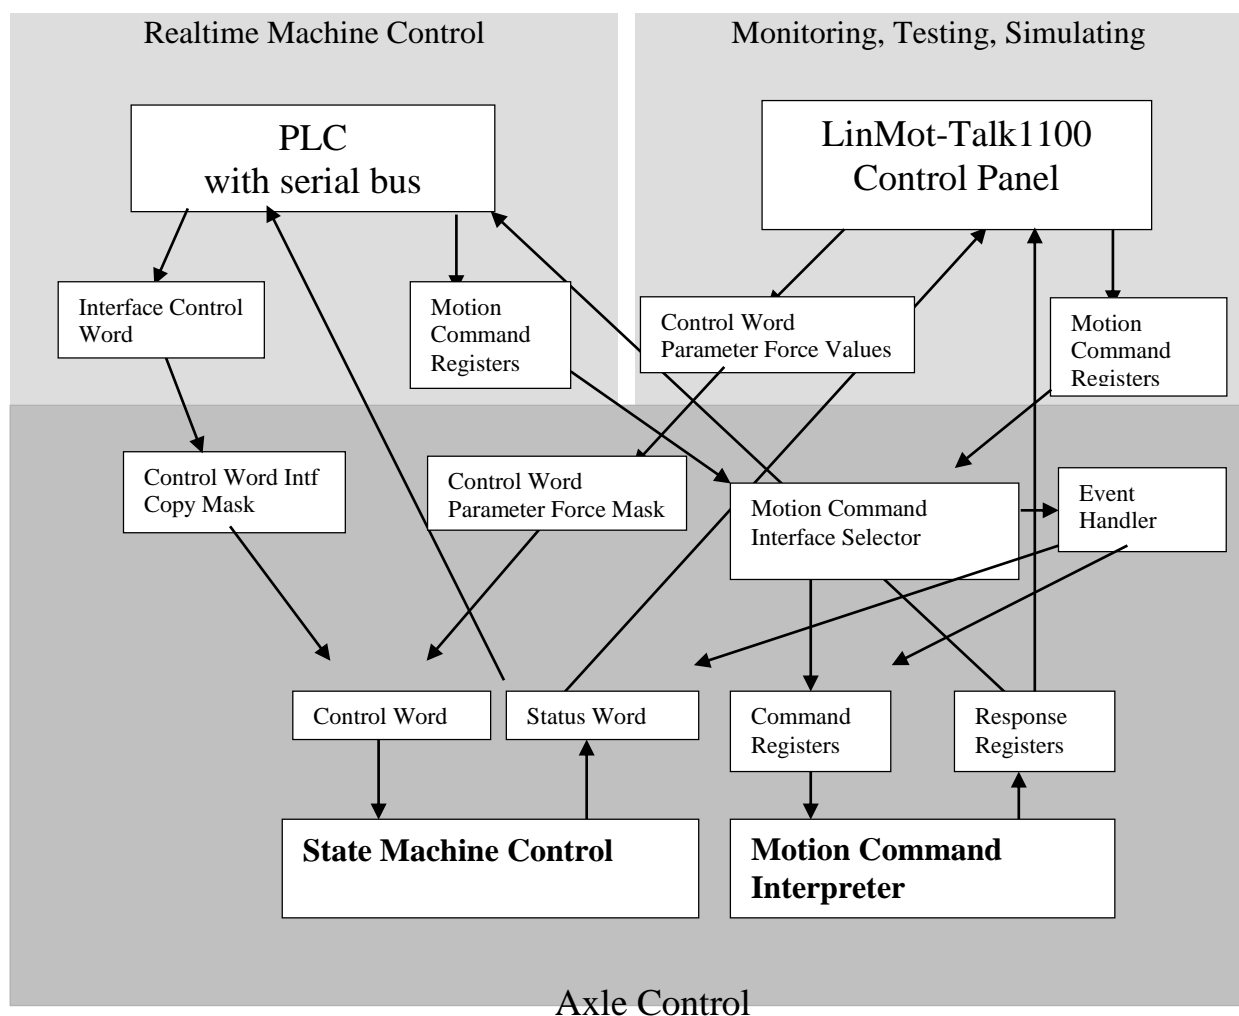 Realtime Machine Control
Monitoring, Testing, Simulating
PLC
with serial bus
LinMot-Talk1100
Control Panel
Interface Control
Word
Motion
Command
Registers
Control Word
Parameter Force Values
Motion
Command
Registers
Control Word Intf
Copy Mask
Control Word
Parameter Force Mask
Motion Command
Interface Selector
Event
Handler
Control Word
Status Word
Command
Registers
Response
Registers
State Machine Control
Motion Command
Interpreter
Axle Control